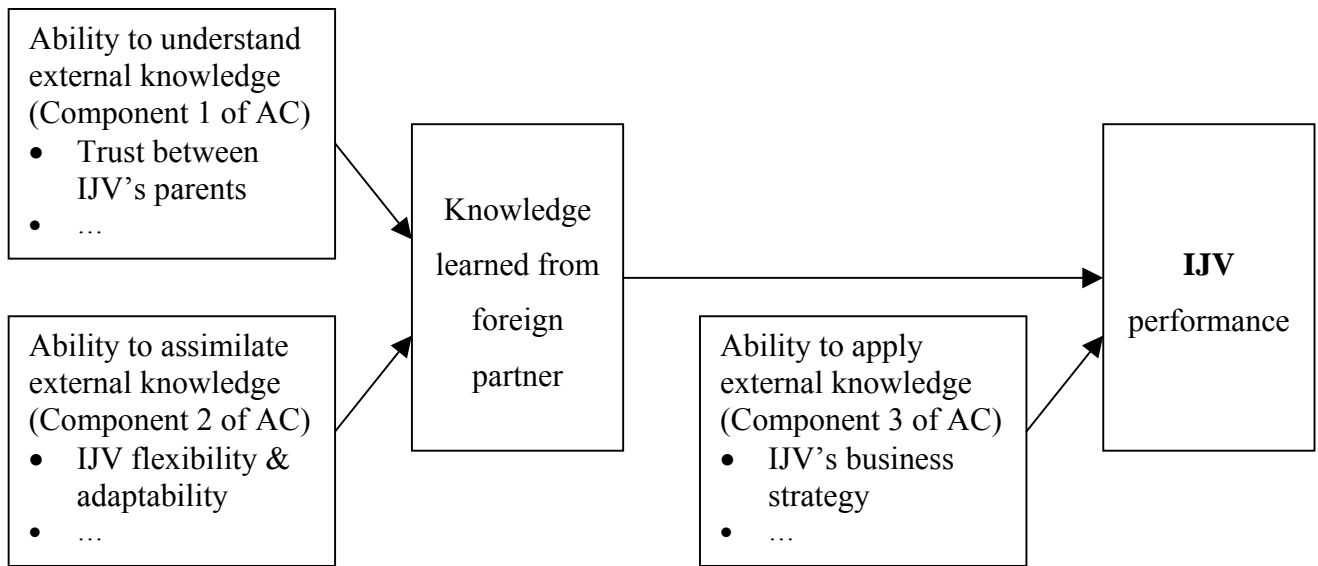 Ability to understand
external knowledge
(Component 1 of AC)
• Trust between
IJV’s parents
• …
Ability to assimilate
external knowledge
(Component 2 of AC)
• IJV flexibility &
adaptability
• …
Knowledge
learned from
foreign
partner
Ability to apply
external knowledge
(Component 3 of AC)
• IJV’s business
strategy
• …
IJV
performance